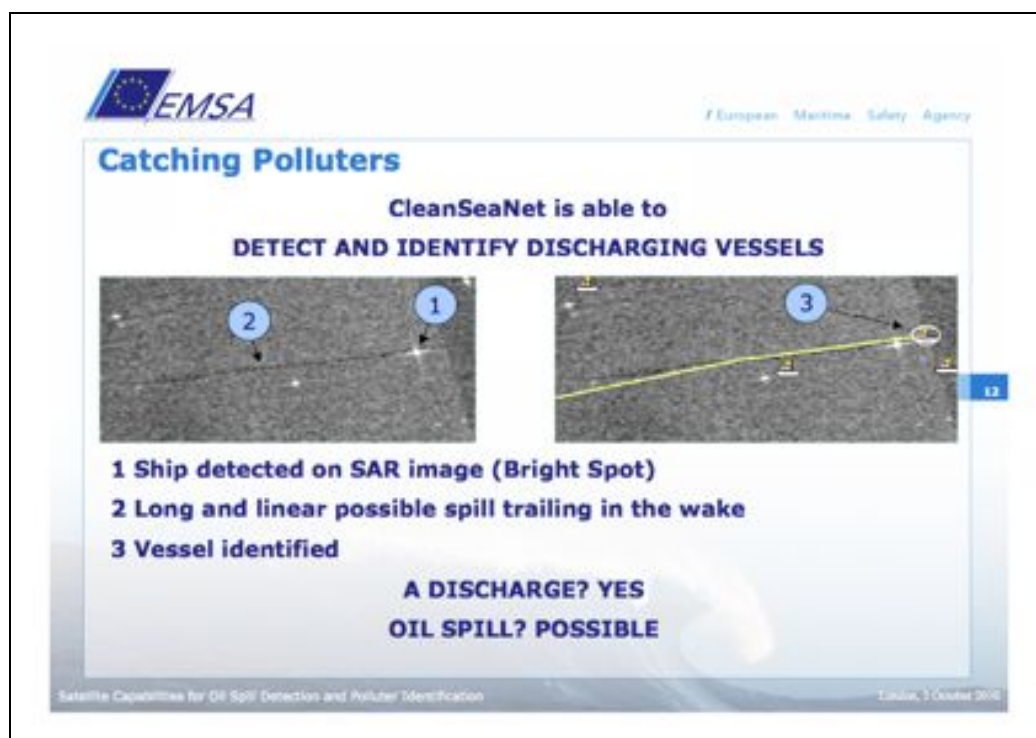 EMSA
/ European Maritime Safety Agency
Catching Polluters
CleanSeaNet is able to
DETECT AND IDENTIFY DISCHARGING VESSELS
2
1
3
12
1 Ship detected on SAR image (Bright Spot)
2 Long and linear possible spill trailing in the wake
3 Vessel identified
A DISCHARGE? YES
OIL SPILL? POSSIBLE
Satellite Capabilities for Oil Spill Detection and Polluter Identification
London, October